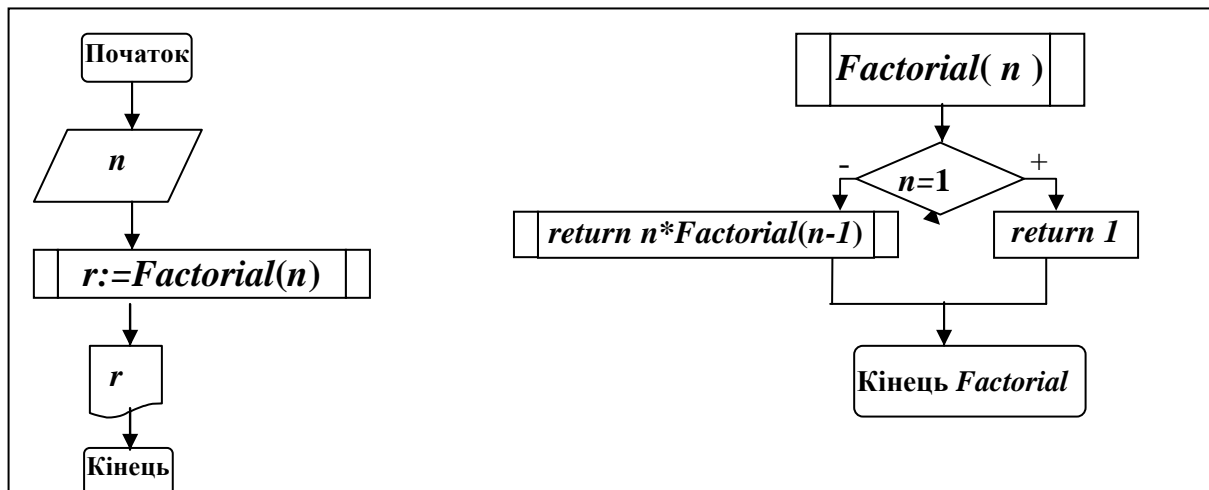 Початок
n
r:=Factorial(n)
r
Кінець
Factorial( n )
n=1
-
+
return n*Factorial(n-1)
return 1
Кінець Factorial